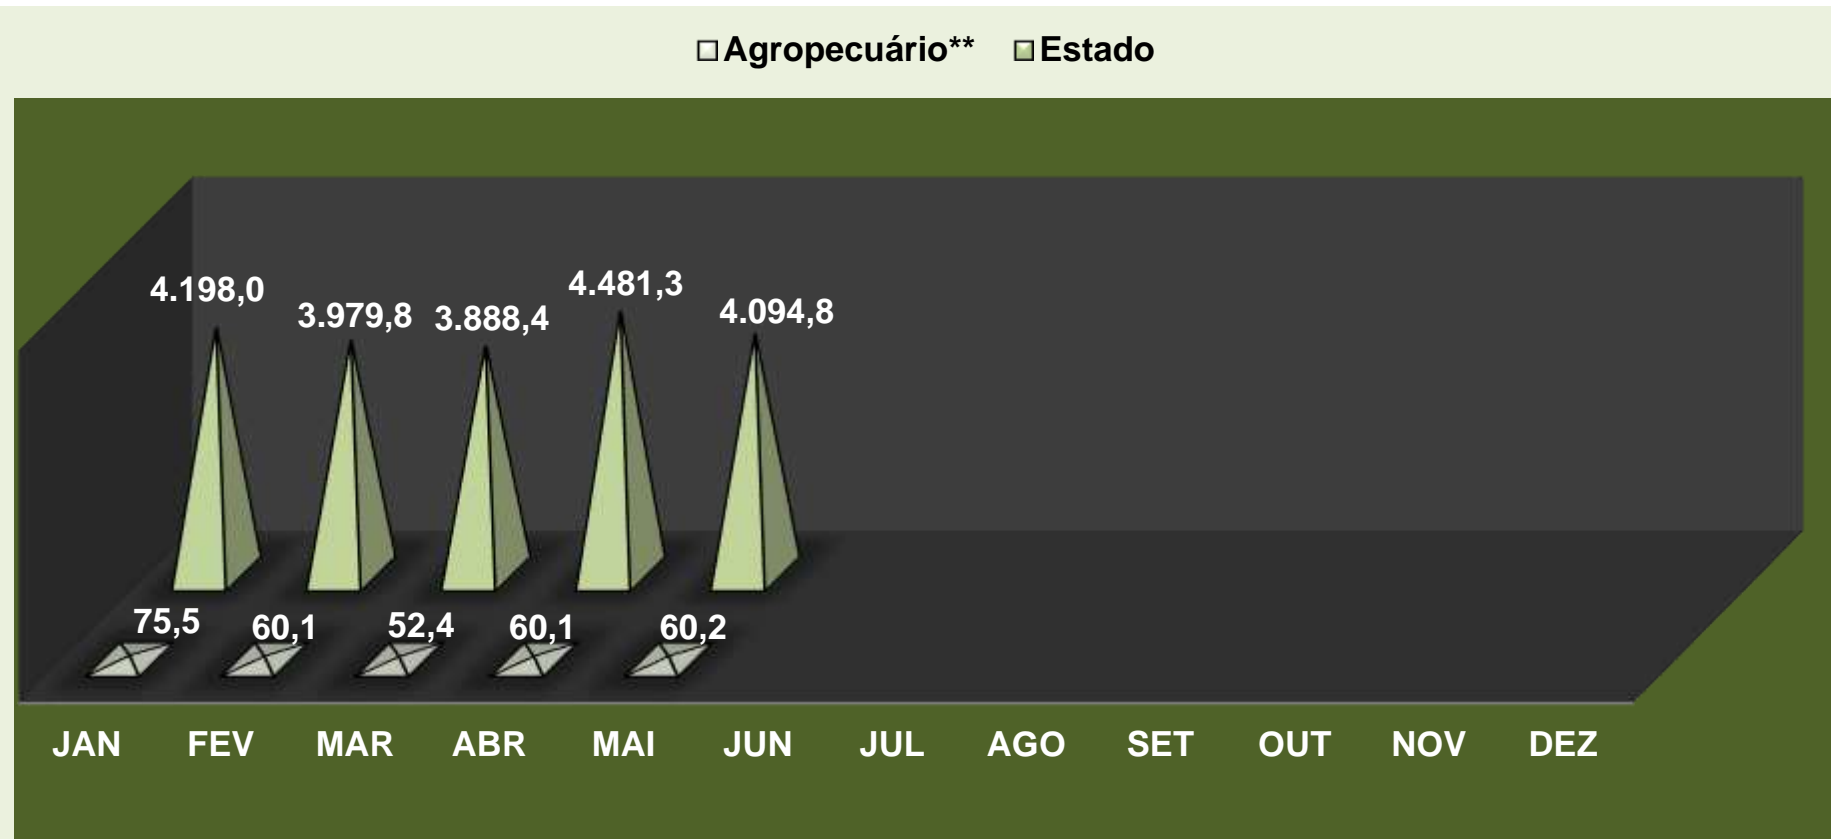 Agropecuário** Estado
4.198,0 3.979,8 3.888,4 4.481,3 4.094,8
75,5 60,1 52,4 60,1 60,2
JAN FEV MAR ABR MAI JUN JUL AGO SET OUT NOV DEZ